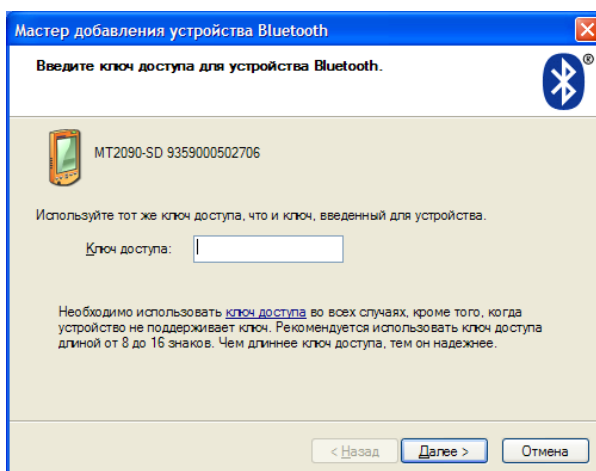 Мастер добавления устройства Bluetooth
Введите ключ доступа для устройства Bluetooth.
®
MT2090-SD 9359000502706
Используйте тот же ключ доступа, что и ключ, введенный для устройства.
Ключ доступа:
Необходимо использовать ключ доступа во всех случаях, кроме того, когда
устройство не поддерживает ключ. Рекомендуется использовать ключ доступа
длиной от 8 до 16 знаков. Чем длиннее ключ доступа, тем он надежнее.
< Назад Далее > Отмена